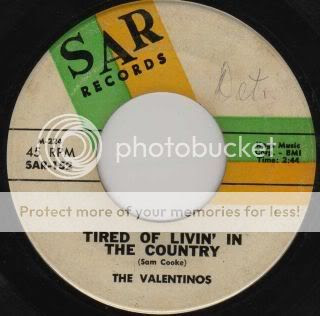 SAR
RECORDS
Det.
45 RPM
SAR-152
Music
- BMI
Time: 2:44
photobucket
Protect more of your memories for less!
TIRED OF LIVIN' IN
THE COUNTRY
(Sam Cooke)
THE VALENTINOS